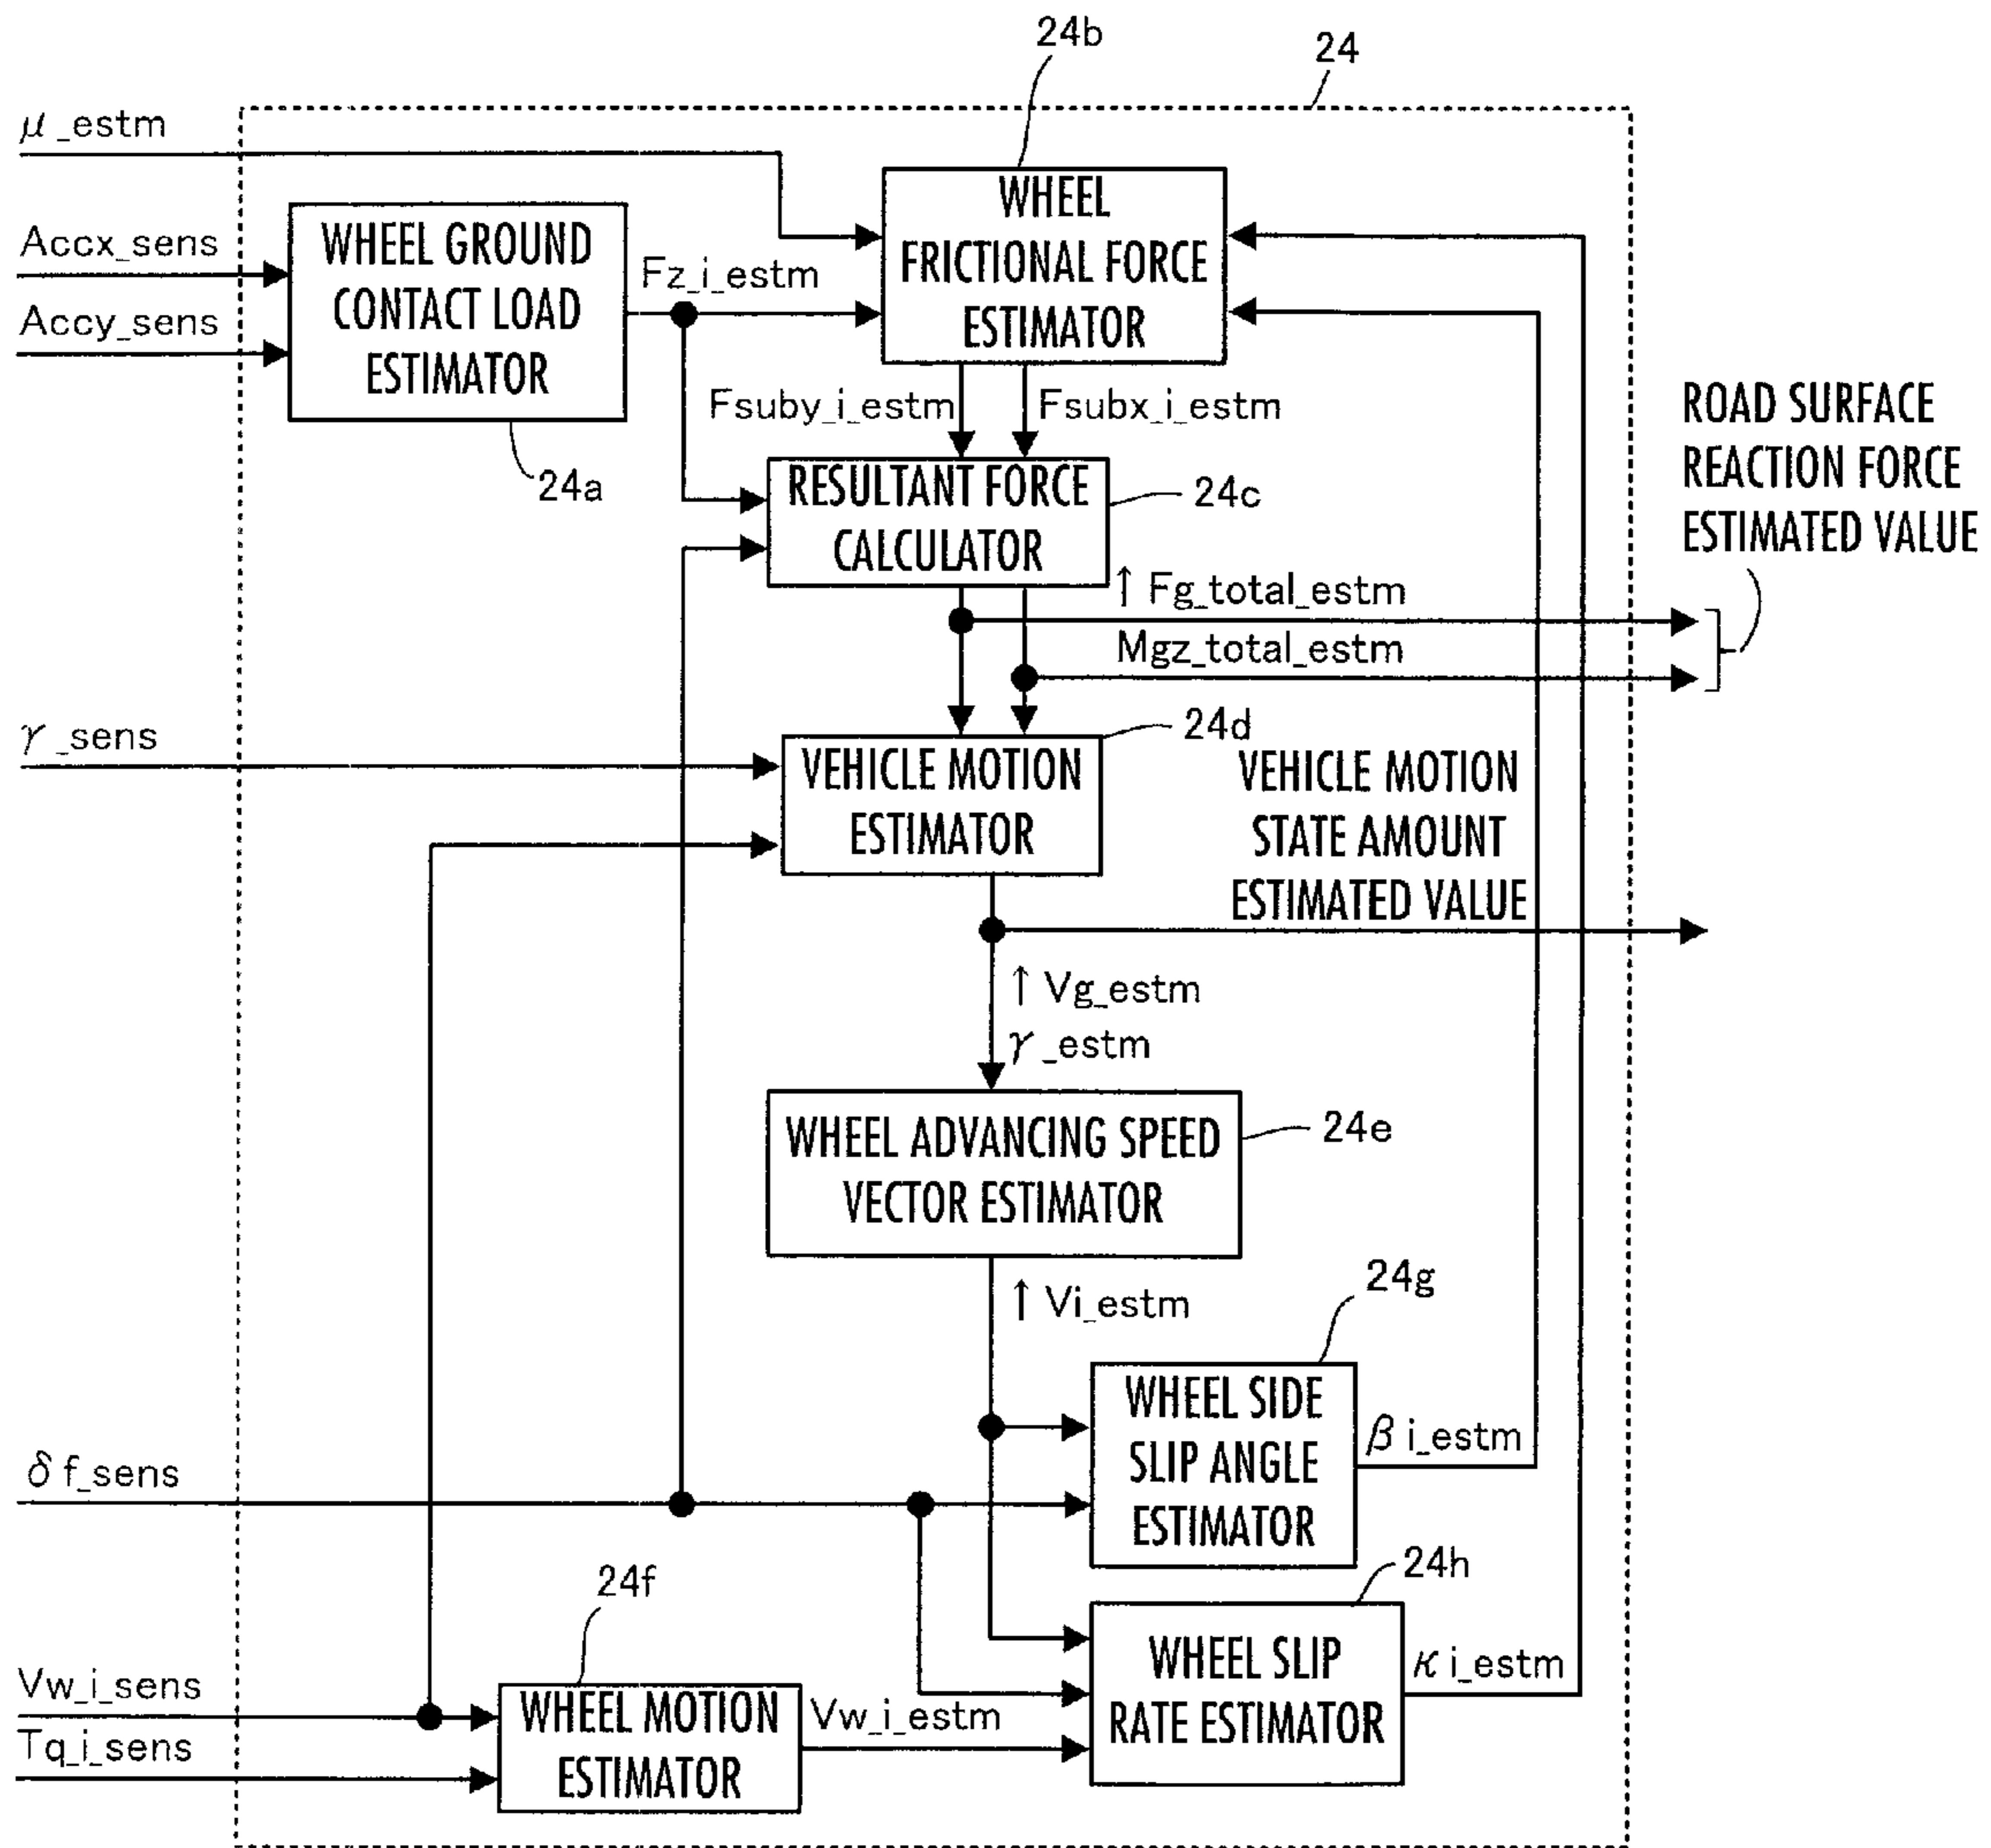 24b
24
μ_estm
Accx_sens
Accy_sens
WHEEL GROUND
CONTACT LOAD
ESTIMATOR
24a
Fz_i_estm
WHEEL
FRICTIONAL FORCE
ESTIMATOR
Fsuby_i_estm
Fsubx_i_estm
RESULTANT FORCE
CALCULATOR
24c
ROAD SURFACE
REACTION FORCE
ESTIMATED VALUE
↑ Fg_total_estm
Mgz_total_estm
γ_sens
24d
VEHICLE MOTION
ESTIMATOR
VEHICLE MOTION
STATE AMOUNT
ESTIMATED VALUE
↑ Vg_estm
γ_estm
WHEEL ADVANCING SPEED
VECTOR ESTIMATOR
24e
↑ Vi_estm
24g
WHEEL SIDE
SLIP ANGLE
ESTIMATOR
β i_estm
δ f_sens
24f
24h
Vw_i_sens
Tq_i_sens
WHEEL MOTION
ESTIMATOR
Vw_i_estm
WHEEL SLIP
RATE ESTIMATOR
κ i_estm